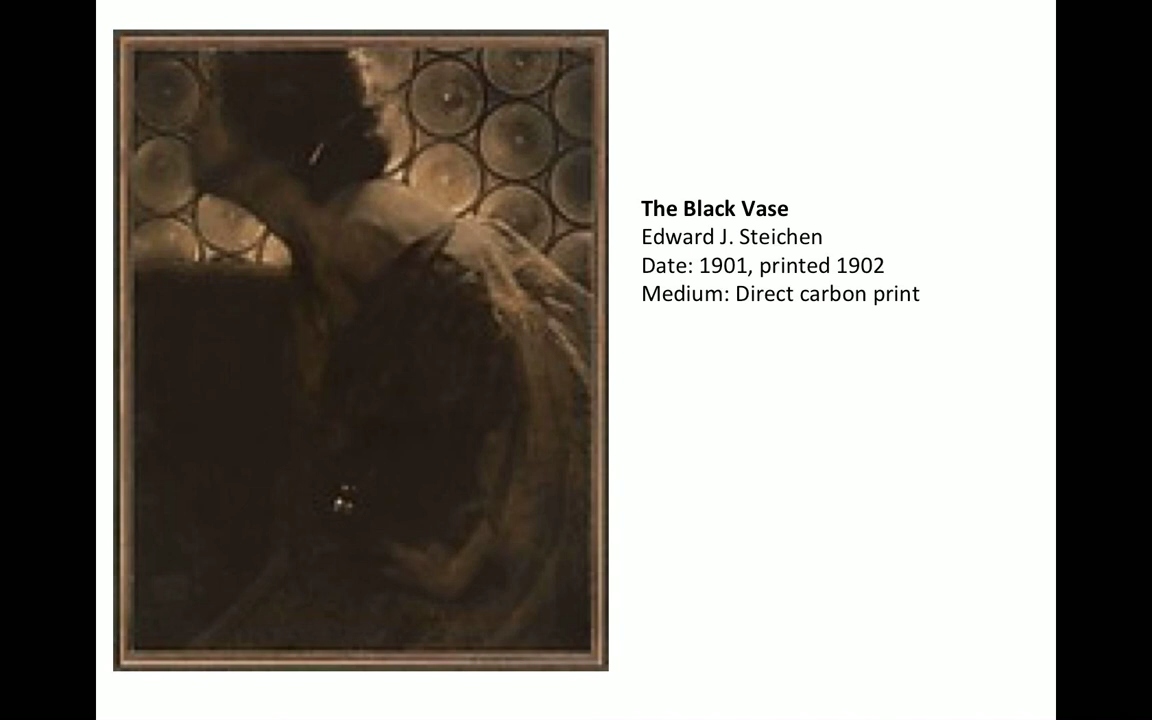 The Black Vase
Edward J. Steichen
Date: 1901, printed 1902
Medium: Direct carbon print